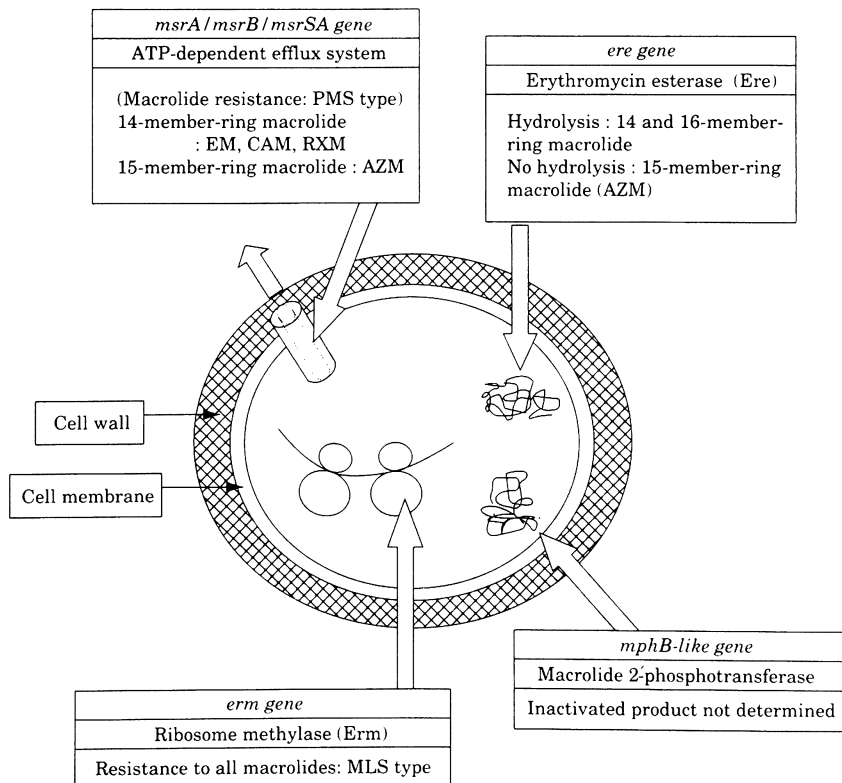 msrA/msrB/msrSA gene
ATP-dependent efflux system
(Macrolide resistance: PMS type)
14-member-ring macrolide
: EM, CAM, RXM
15-member-ring macrolide : AZM
ere gene
Erythromycin esterase (Ere)
Hydrolysis : 14 and 16-member-
ring macrolide
No hydrolysis : 15-member-ring
macrolide (AZM)
Cell wall
Cell membrane
mphB-like gene
Macrolide 2´-phosphotransferase
Inactivated product not determined
erm gene
Ribosome methylase (Erm)
Resistance to all macrolides: MLS type